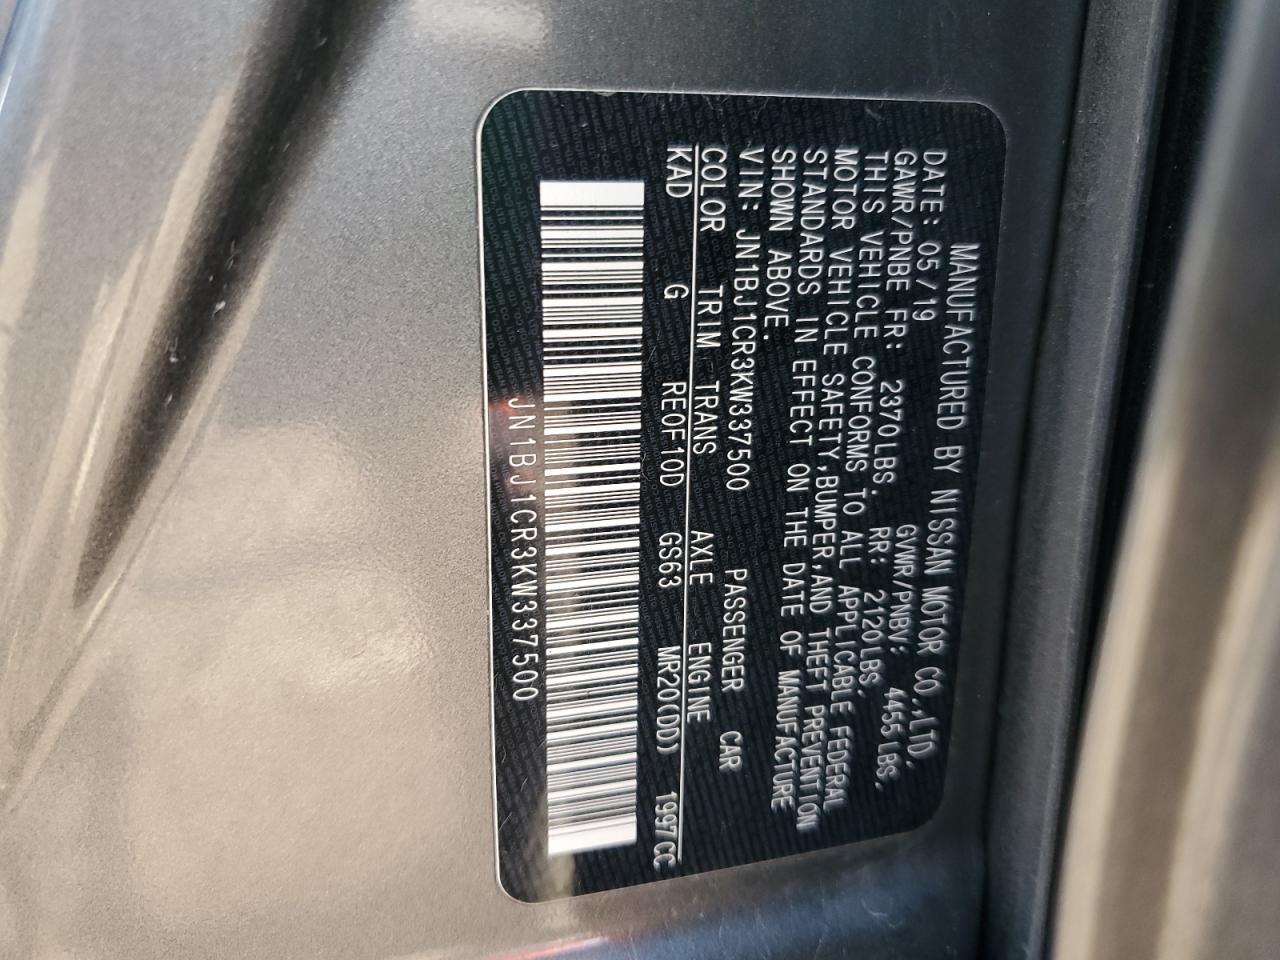 MANUFACTURED BY NISSAN MOTOR CO.,LTD.
DATE: 05/19 GVWR/PNBV: 4455 LBS.
GAWR/PNBE FR: 2370LBS. RR: 2120LBS.
THIS VEHICLE CONFORMS TO ALL APPLICABLE FEDERAL
MOTOR VEHICLE SAFETY,BUMPER,AND THEFT PREVENTION
STANDARDS IN EFFECT ON THE DATE OF MANUFACTURE
SHOWN ABOVE.
VIN: JN1BJ1CR3KW337500 PASSENGER CAR
COLOR TRIM TRANS AXLE ENGINE
KAD G RE0F10D GS63 MR20(DD) 1997CC
JN1BJ1CR3KW337500